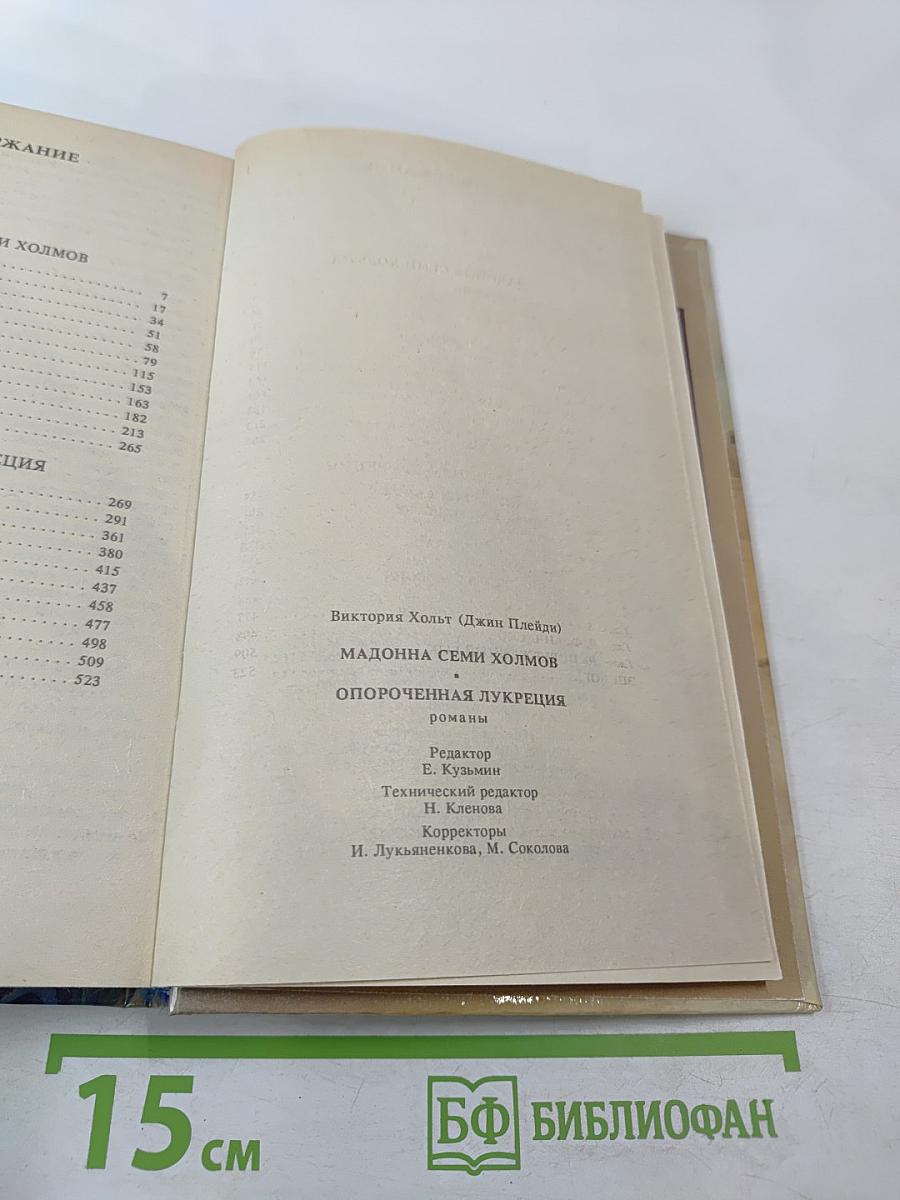 РЖАНИЕ
И ХОЛМОВ
7
17
34
51
58
79
115
153
163
182
213
265
ЕЦИЯ
269
291
361
380
415
437
458
477
498
509
523
Виктория Хольт (Джин Плейди)
МАДОННА СЕМИ ХОЛМОВ
ОПОРОЧЕННАЯ ЛУКРЕЦИЯ
романы
Редактор
Е. Кузьмин
Технический редактор
Н. Кленова
Корректоры
И. Лукьяненкова, М. Соколова
15 см
БФ БИБЛИОФАН